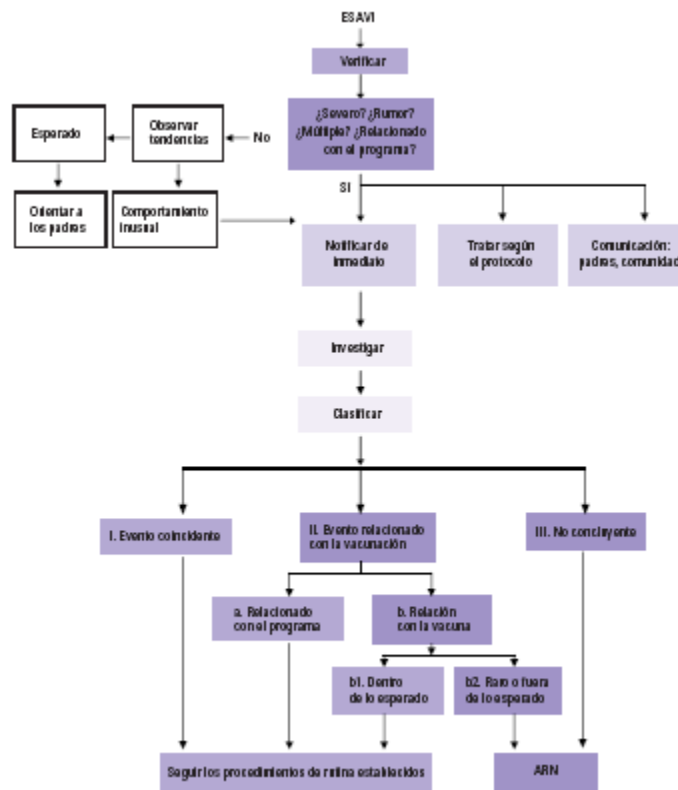 ESAVI
Verificar
¿Severo? ¿Rumor?
¿Múltiple? ¿Relacionado
con el programa?
No
Observar
tendencias
Esperado
Orientar a
los padres
Comportamiento
inusual
SI
Notificar de
inmediato
Tratar según
el protocolo
Comunicación:
padres, comunidad
Investigar
Clasificar
I. Evento coincidente
II. Evento relacionado
con la vacunación
III. No concluyente
a. Relacionado
con el programa
b. Relación
con la vacuna
b1. Dentro
de lo esperado
b2. Raro o fuera
de lo esperado
Seguir los procedimientos de rutina establecidos
ARN